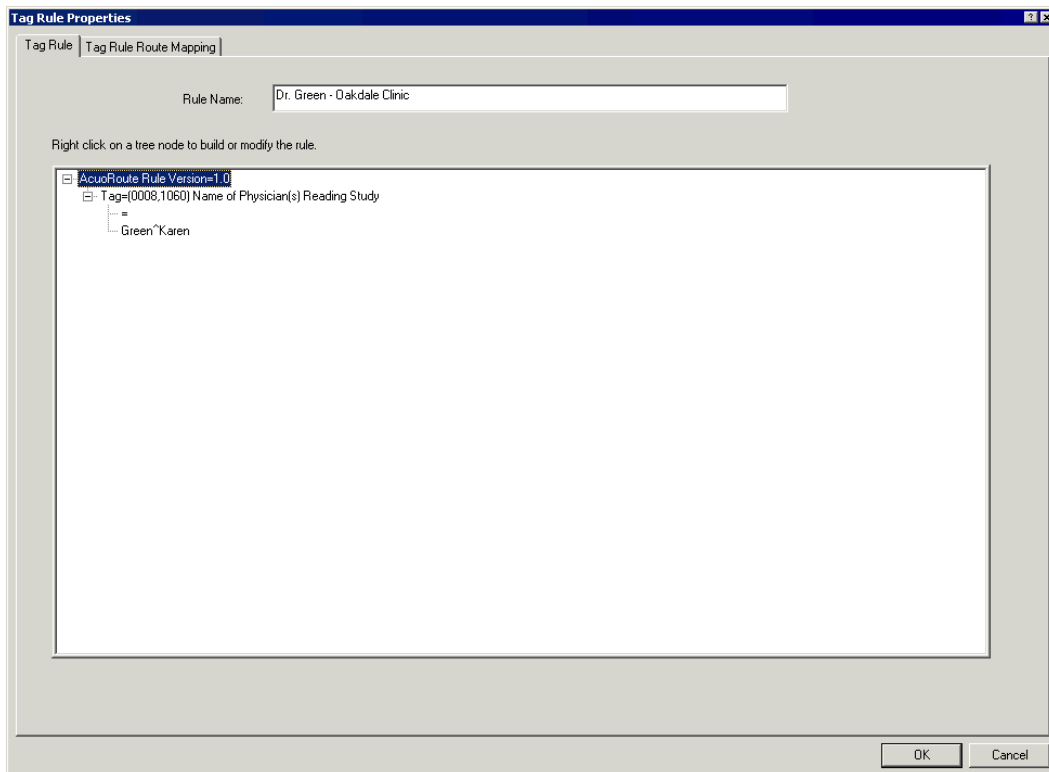 Tag Rule Properties
Tag Rule Tag Rule Route Mapping
Rule Name: Dr. Green - Oakdale Clinic
Right click on a tree node to build or modify the rule.
AcuoRoute Rule Version=1.0
Tag=(0008,1060) Name of Physician(s) Reading Study
=
Green^Karen
OK Cancel